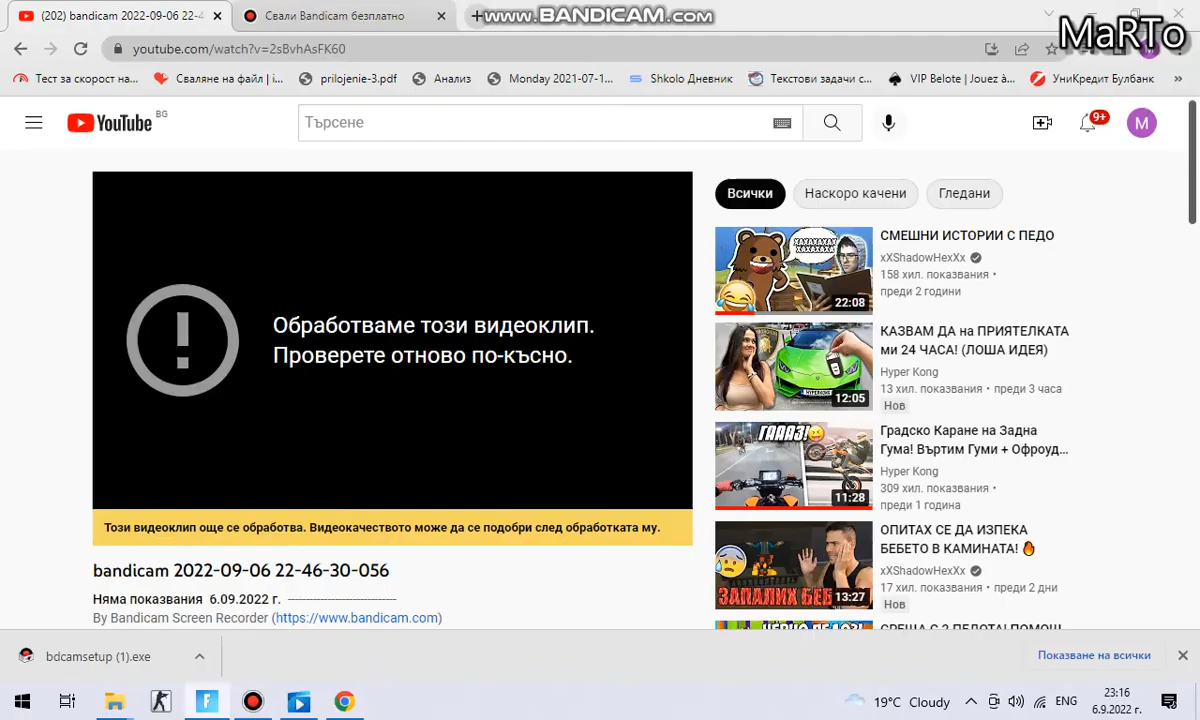 (202) bandicam 2022-09-06 22-4
Свали Bandicam безплатно
www.BANDICAM.com
MaRTo
youtube.com/watch?v=2sBvhAsFK60
Тест за скорост на...
Сваляне на файл | и...
prilojenie-3.pdf
Анализ
Monday 2021-07-1...
Shkolo Дневник
Текстови задачи с...
VIP Belote | Jouez à...
УниКредит Булбанк
YouTube BG
Търсене
9+
M
Обработваме този видеоклип.
Проверете отново по-късно.
Този видеоклип още се обработва. Видеокачеството може да се подобри след обработката му.
bandicam 2022-09-06 22-46-30-056
Няма показвания 6.09.2022 г.
By Bandicam Screen Recorder (https://www.bandicam.com)
Всички
Наскоро качени
Гледани
22:08
СМЕШНИ ИСТОРИИ С ПЕДО
xXShadowHexXx
158 хил. показвания •
преди 2 години
12:05
КАЗВАМ ДА на ПРИЯТЕЛКАТА
ми 24 ЧАСА! (ЛОША ИДЕЯ)
Hyper Kong
13 хил. показвания • преди 3 часа
Нов
ГАААЗ!
11:28
Градско Каране на Задна
Гума! Въртим Гуми + Офроуд...
Hyper Kong
309 хил. показвания •
преди 1 година
ЗАПАЛИХ БЕБ
13:27
ОПИТАХ СЕ ДА ИЗПЕКА
БЕБЕТО В КАМИНАТА!
xXShadowHexXx
17 хил. показвания • преди 2 дни
Нов
СРЕЩА С 2 ПЕДОТА! ПОМОЩ
bdcamsetup (1).exe
Показване на всички
19°C Cloudy
ENG
23:16
6.9.2022 г.